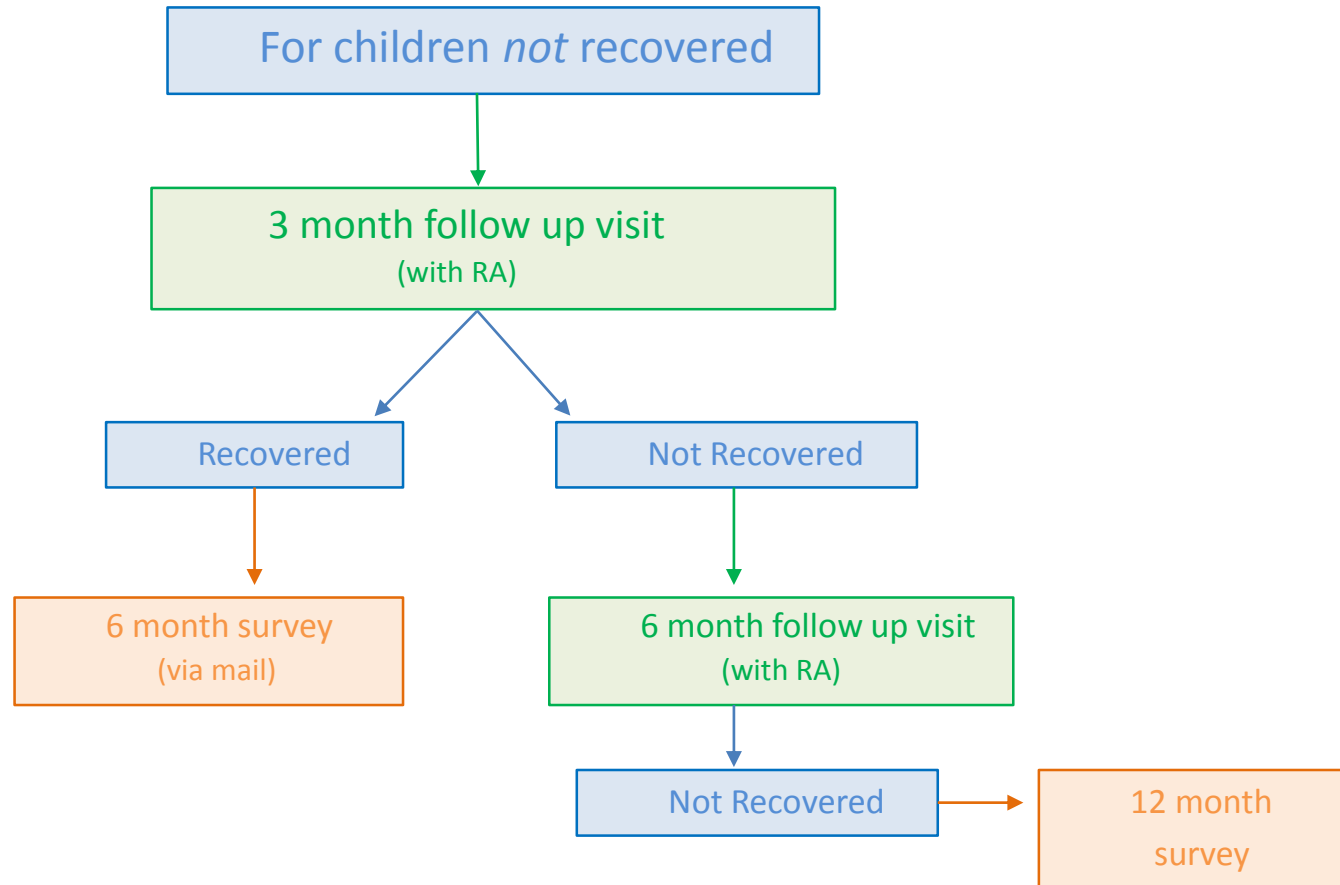 For children not recovered
3 month follow up visit
(with RA)
Recovered
Not Recovered
6 month survey
(via mail)
6 month follow up visit
(with RA)
Not Recovered
12 month
survey